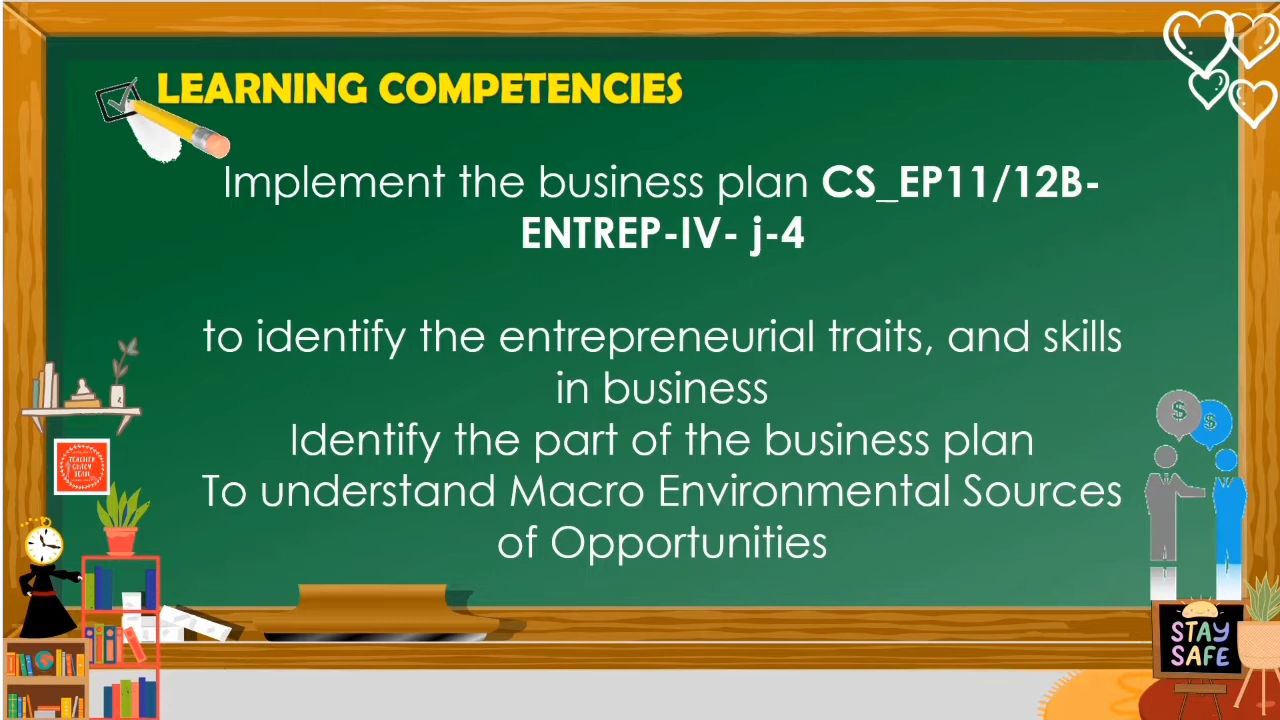 LEARNING COMPETENCIES
Implement the business plan CS_EP11/12B-
ENTREP-IV- j-4
to identify the entrepreneurial traits, and skills
in business
Identify the part of the business plan
To understand Macro Environmental Sources
of Opportunities
$
$
TEACHER
STAY
SAFE